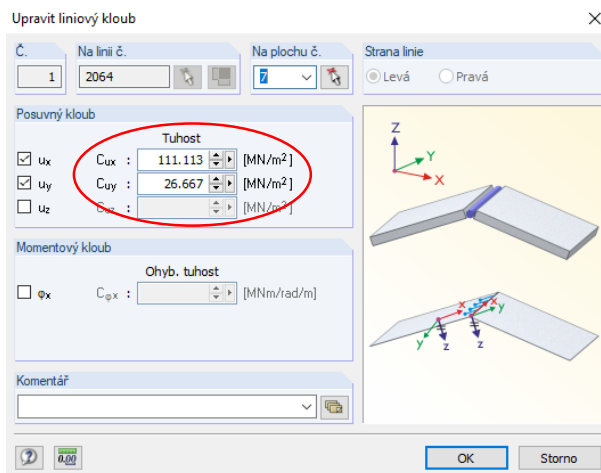 Upravit liniový kloub
Č.
1
Na linii č.
2064
Na plochu č.
7
Strana linie
Levá
Pravá
Posuvný kloub
Tuhost
ux Cux : 111.113 [MN/m²]
uy Cuy : 26.667 [MN/m²]
uz Cuz : [MN/m²]
Momentový kloub
Ohyb. tuhost
φx Cφx : [MNm/rad/m]
Komentář
Z
Y
X
x
x
y
y
z
z
0.00
OK
Storno